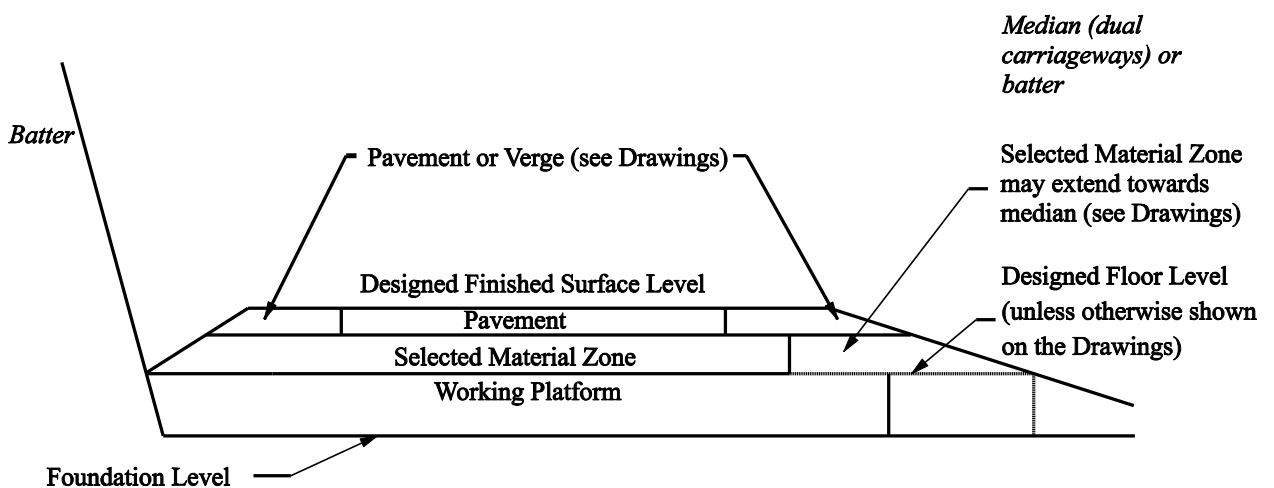 Median (dual
carriageways) or
batter
Batter
Pavement or Verge (see Drawings)
Selected Material Zone
may extend towards
median (see Drawings)
Designed Finished Surface Level
Designed Floor Level
(unless otherwise shown
on the Drawings)
Pavement
Selected Material Zone
Working Platform
Foundation Level